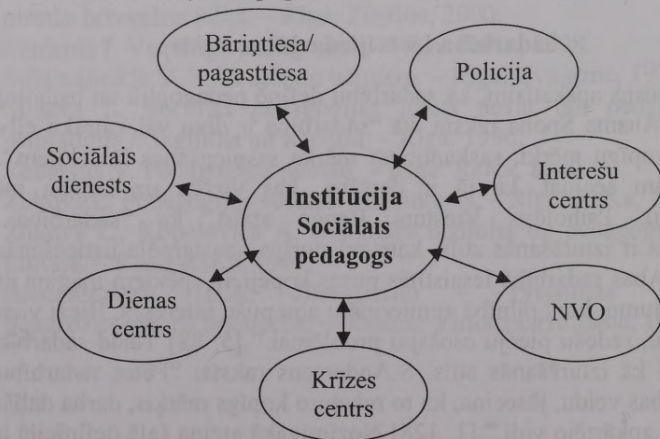 Bāriņtiesa/
pagasttiesa
Policija
Sociālais
dienests
Interešu
centrs
Institūcija
Sociālais
pedagogs
Dienas
centrs
NVO
Krīzes
centrs